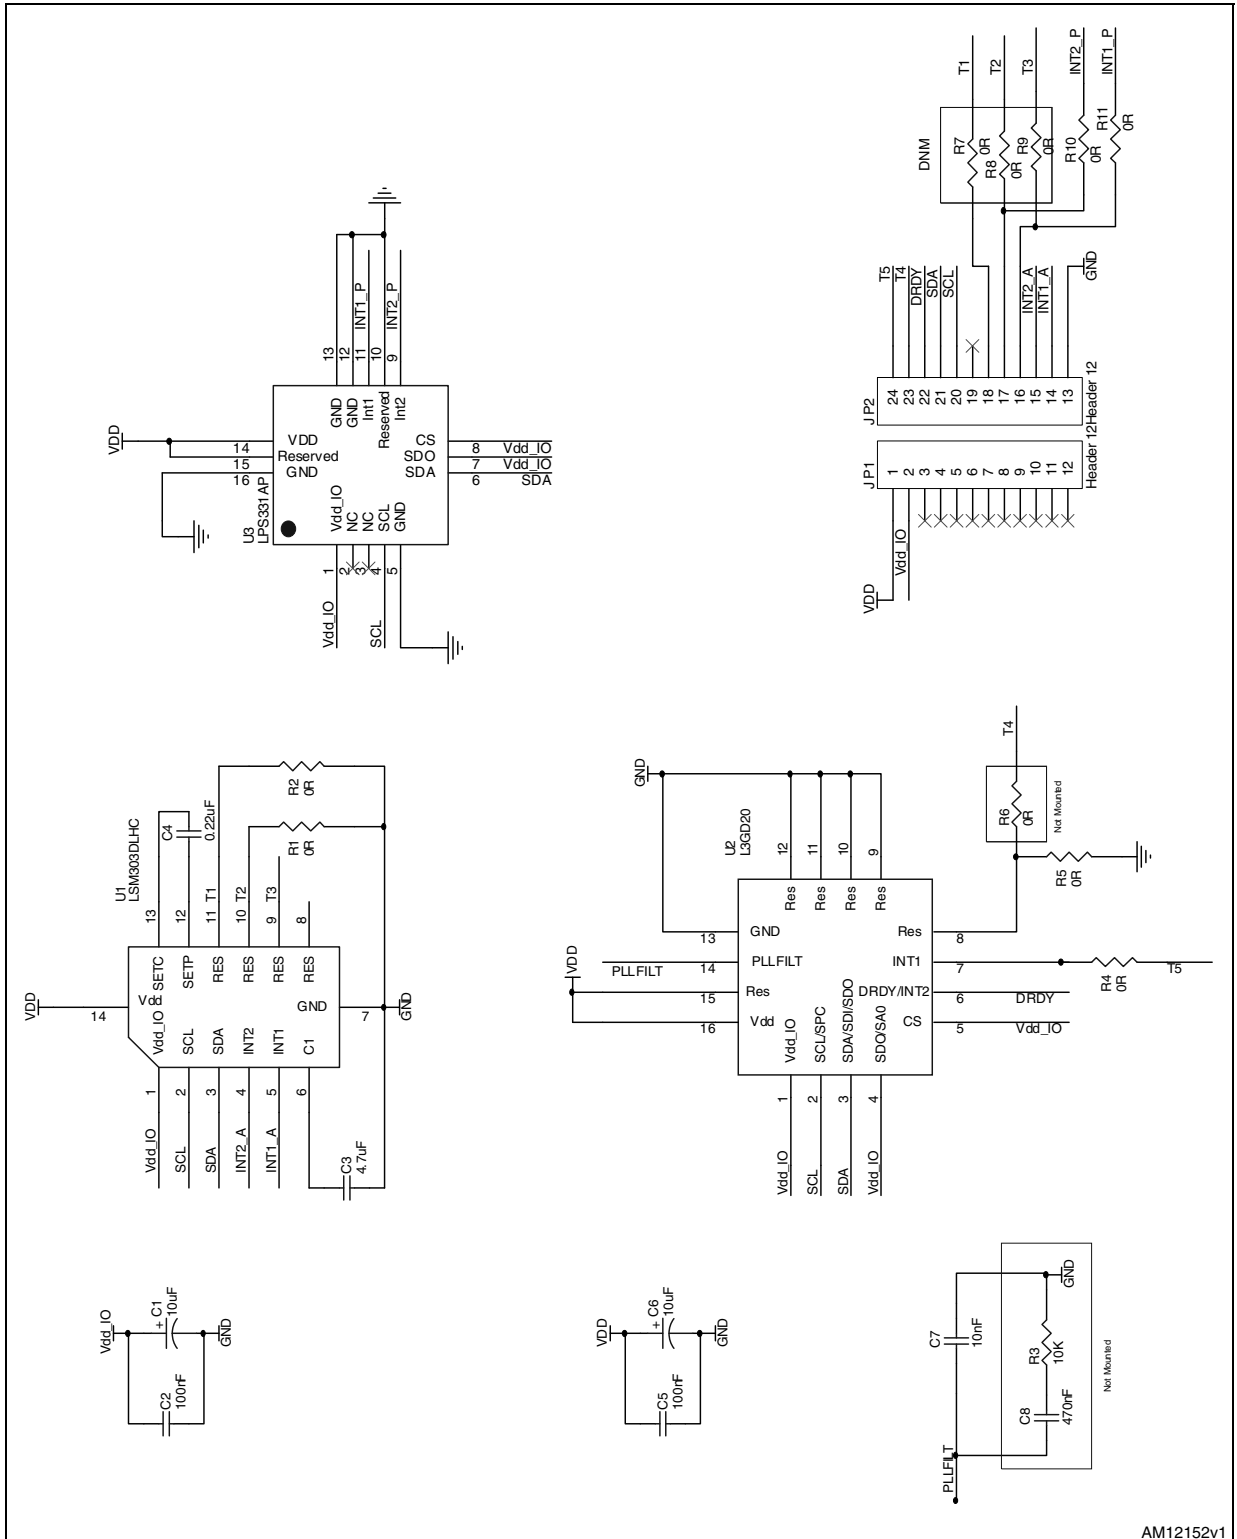 T1
T2
T3
INT2_P
INT1_P
DNM
R7
0R
R8
0R
R9
0R
R10
0R
R11
0R
T5
T4
DRDY
SDA
SCL
INT2_A
INT1_A
GND
JP2
24
23
22
21
20
19
18
17
16
15
14
13
Header 12
JP1
1
2
3
4
5
6
7
8
9
10
11
12
Header 12
VDD
Vdd_IO
13
12
11
10
9
INT1_P
INT2_P
GND
GND
Int1
Reserved
Int2
VDD
14
15
16
VDD
Reserved
GND
CS
SDO
SDA
8
7
6
Vdd_IO
Vdd_IO
SDA
U3
LPS331AP
Vdd_IO
NC
NC
SCL
GND
1
2
3
4
5
Vdd_IO
SCL
U1
LSM303DLHC
C4
0.22uF
R2
0R
R1
0R
13
12
11
T1
10
T2
9
T3
8
SETC
SETP
RES
RES
RES
RES
VDD
14
Vdd
GND
7
GND
Vdd_IO
SCL
SDA
INT2
INT1
C1
1
2
3
4
5
6
Vdd_IO
SCL
SDA
INT2_A
INT1_A
C3
4.7uF
GND
U2
L3GD20
12
11
10
9
Res
Res
Res
Res
T4
R6
0R
Not Mounted
R5
0R
VDD
PLLFILT
13
14
15
16
GND
PLLFILT
Res
Vdd
Res
INT1
DRDY/INT2
CS
8
7
6
5
R4
0R
T5
DRDY
Vdd_IO
Vdd_IO
SCL/SPC
SDA/SDI/SDO
SDO/SA0
1
2
3
4
Vdd_IO
SCL
SDA
Vdd_IO
Vdd_IO
+
C1
10uF
GND
C2
100nF
VDD
+
C6
10uF
GND
C5
100nF
C7
10nF
GND
R3
10K
C8
470nF
Not Mounted
PLLFILT
AM12152v1